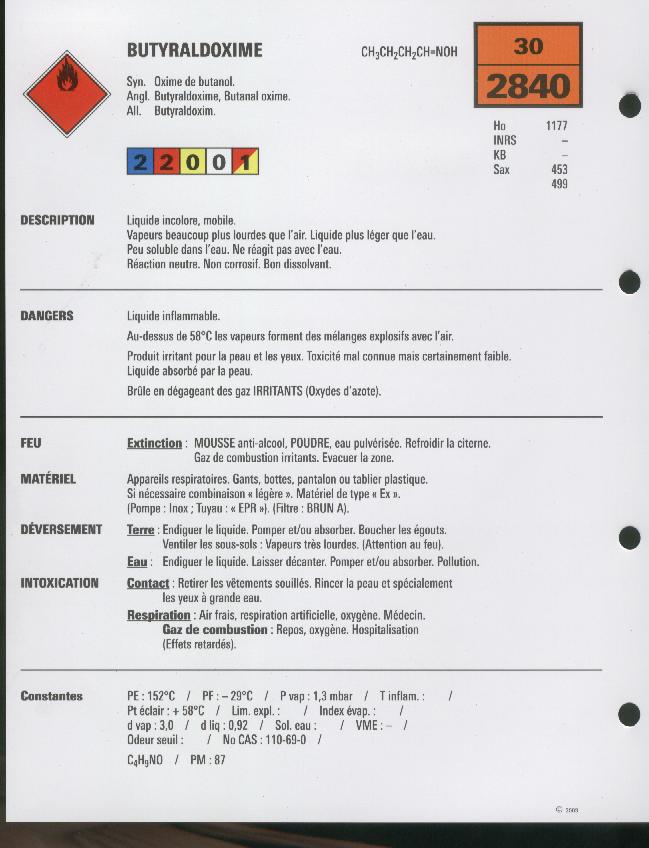 BUTYRALDOXIME
CH₃CH₂CH₂CH=NOH
30
2840
Syn. Oxime de butanol.
Angl. Butyraldoxime, Butanal oxime.
All. Butyraldoxim.
Ho 1177
INRS –
KB –
Sax 453
499
2 2 0 0 1
DESCRIPTION Liquide incolore, mobile.
Vapeurs beaucoup plus lourdes que l'air. Liquide plus léger que l'eau.
Peu soluble dans l'eau. Ne réagit pas avec l'eau.
Réaction neutre. Non corrosif. Bon dissolvant.
DANGERS Liquide inflammable.
Au-dessus de 58°C les vapeurs forment des mélanges explosifs avec l'air.
Produit irritant pour la peau et les yeux. Toxicité mal connue mais certainement faible.
Liquide absorbé par la peau.
Brûle en dégageant des gaz IRRITANTS (Oxydes d'azote).
FEU Extinction : MOUSSE anti-alcool, POUDRE, eau pulvérisée. Refroidir la citerne.
Gaz de combustion irritants. Evacuer la zone.
MATÉRIEL Appareils respiratoires. Gants, bottes, pantalon ou tablier plastique.
Si nécessaire combinaison « légère ». Matériel de type « Ex ».
(Pompe : Inox ; Tuyau : « EPR »). (Filtre : BRUN A).
DÉVERSEMENT Terre : Endiguer le liquide. Pomper et/ou absorber. Boucher les égouts.
Ventiler les sous-sols : Vapeurs très lourdes. (Attention au feu).
Eau : Endiguer le liquide. Laisser décanter. Pomper et/ou absorber. Pollution.
INTOXICATION Contact : Retirer les vêtements souillés. Rincer la peau et spécialement
les yeux à grande eau.
Respiration : Air frais, respiration artificielle, oxygène. Médecin.
Gaz de combustion : Repos, oxygène. Hospitalisation
(Effets retardés).
Constantes PE : 152°C / PF : – 29°C / P vap : 1,3 mbar / T inflam. : /
Pt éclair : + 58°C / Lim. expl. : / Index évap. : /
d vap : 3,0 / d liq : 0,92 / Sol. eau : / VME : – /
Odeur seuil : / No CAS : 110-69-0 /
C₄H₉NO / PM : 87